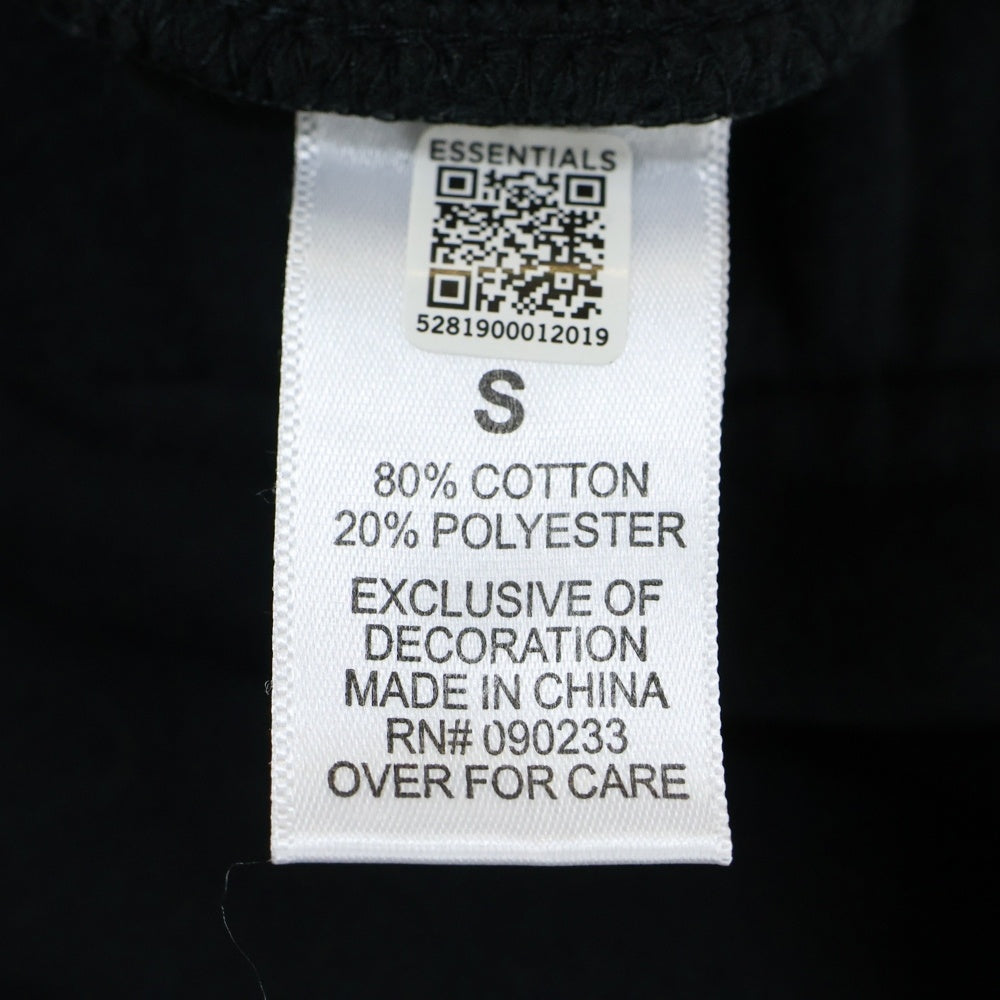 ESSENTIALS
5281900012019
S
80% COTTON
20% POLYESTER
EXCLUSIVE OF
DECORATION
MADE IN CHINA
RN# 090233
OVER FOR CARE